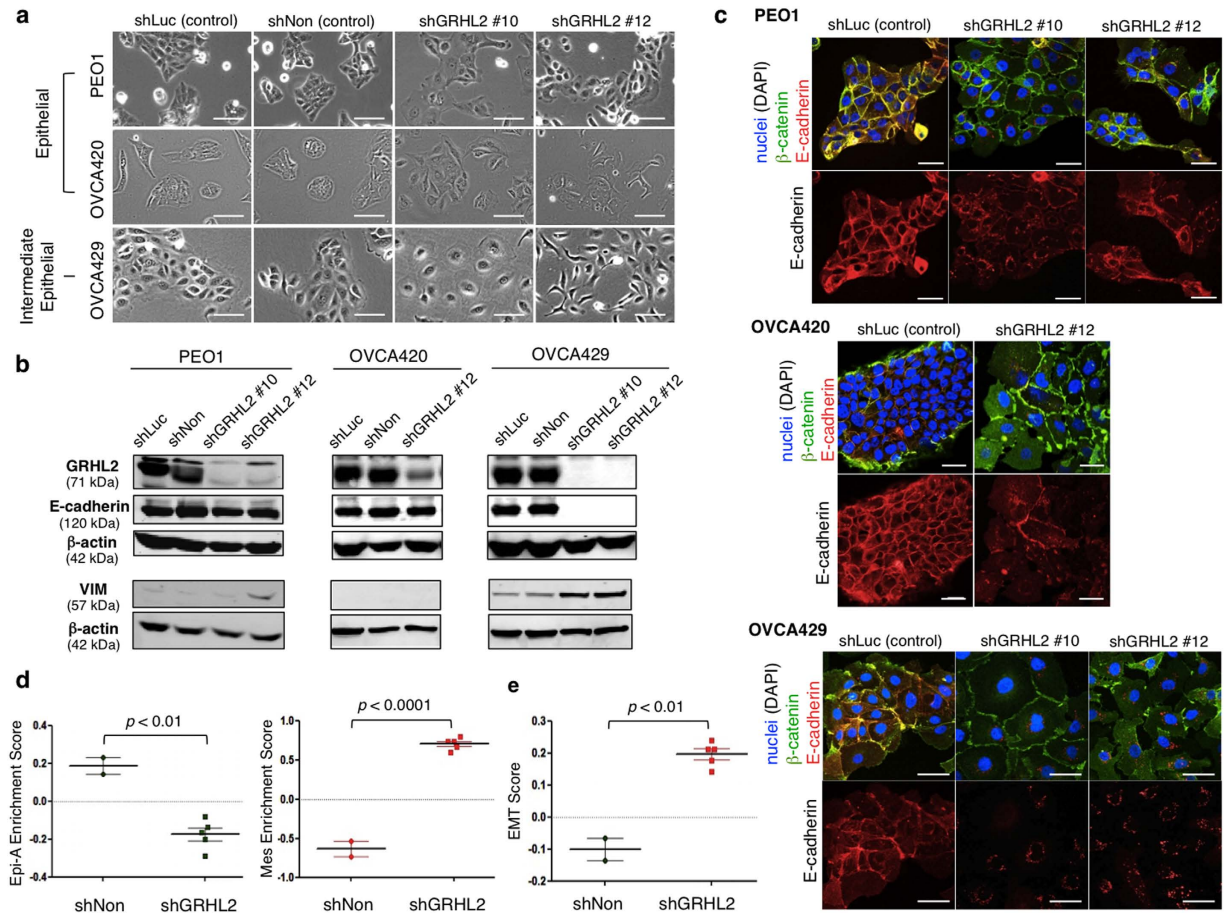 a
shLuc (control) shNon (control) shGRHL2 #10 shGRHL2 #12
Epithelial
PEO1
OVCA420
Intermediate
Epithelial
OVCA429
b
PEO1 OVCA420 OVCA429
shLuc shNon shGRHL2 #10 shGRHL2 #12 shLuc shNon shGRHL2 #12 shLuc shNon shGRHL2 #10 shGRHL2 #12
GRHL2
(71 kDa)
E-cadherin
(120 kDa)
β-actin
(42 kDa)
VIM
(57 kDa)
β-actin
(42 kDa)
c
PEO1
shLuc (control) shGRHL2 #10 shGRHL2 #12
nuclei (DAPI)
β-catenin
E-cadherin
E-cadherin
OVCA420
shLuc (control) shGRHL2 #12
nuclei (DAPI)
β-catenin
E-cadherin
E-cadherin
OVCA429
shLuc (control) shGRHL2 #10 shGRHL2 #12
nuclei (DAPI)
β-catenin
E-cadherin
E-cadherin
d
Epi-A Enrichment Score
0.4
0.2
0.0
-0.2
-0.4
p < 0.01
shNon shGRHL2
Mes Enrichment Score
1.0
0.5
0.0
-0.5
-1.0
p < 0.0001
shNon shGRHL2
e
EMT Score
0.3
0.2
0.1
0.0
-0.1
-0.2
p < 0.01
shNon shGRHL2